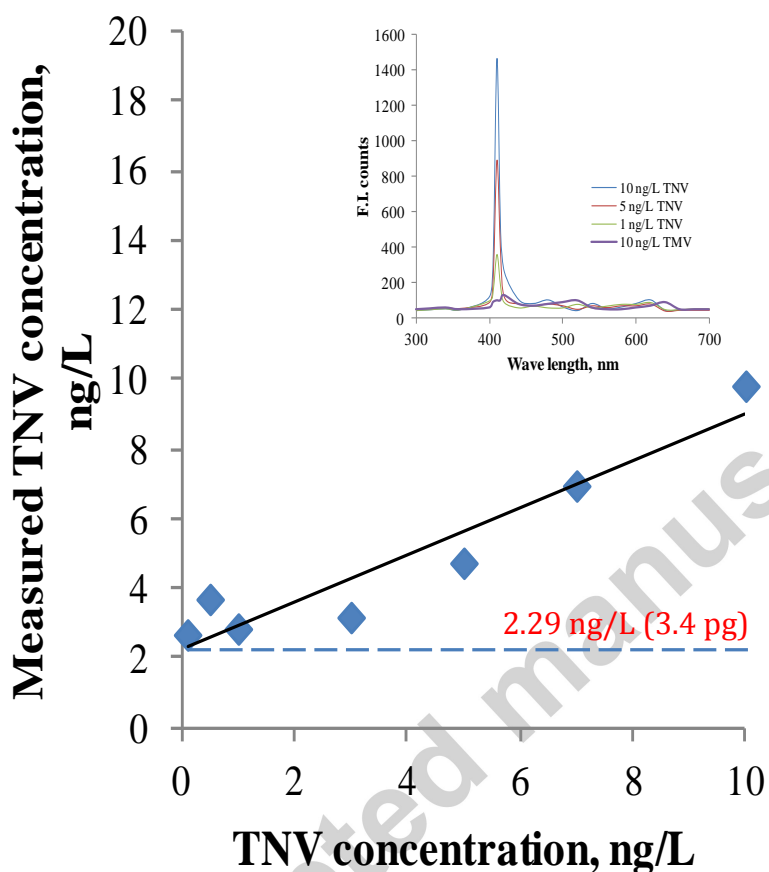 Measured TNV concentration,
ng/L
20
18
16
14
12
10
8
6
4
2
0
0 2 4 6 8 10
TNV concentration, ng/L
2.29 ng/L (3.4 pg)
F.I. counts
1600
1400
1200
1000
800
600
400
200
0
300 400 500 600 700
Wave length, nm
10 ng/L TNV
5 ng/L TNV
1 ng/L TNV
10 ng/L TMV
nted manus